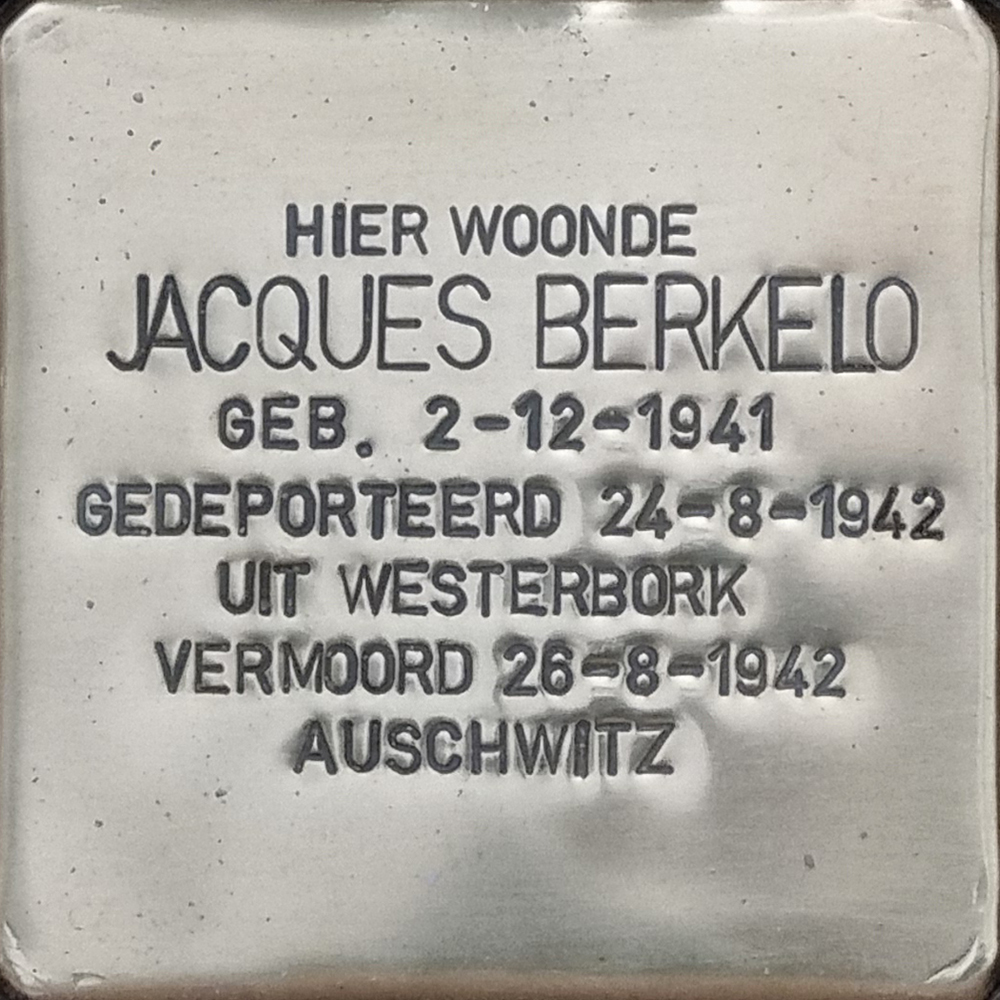 HIER WOONDE
JACQUES BERKELO
GEB. 2-12-1941
GEDEPORTEERD 24-8-1942
UIT WESTERBORK
VERMOORD 26-8-1942
AUSCHWITZ